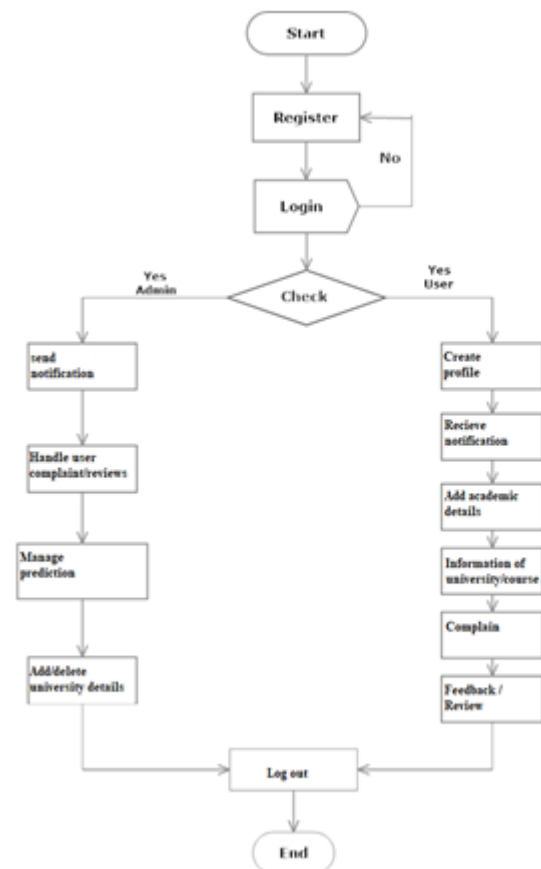 Start
Register
No
Login
Yes
Admin
Check
Yes
User
send
notification
Handle user
complaint/reviews
Manage
prediction
Add/delete
university details
Create
profile
Recieve
notification
Add academic
details
Information of
university/course
Complain
Feedback /
Review
Log out
End